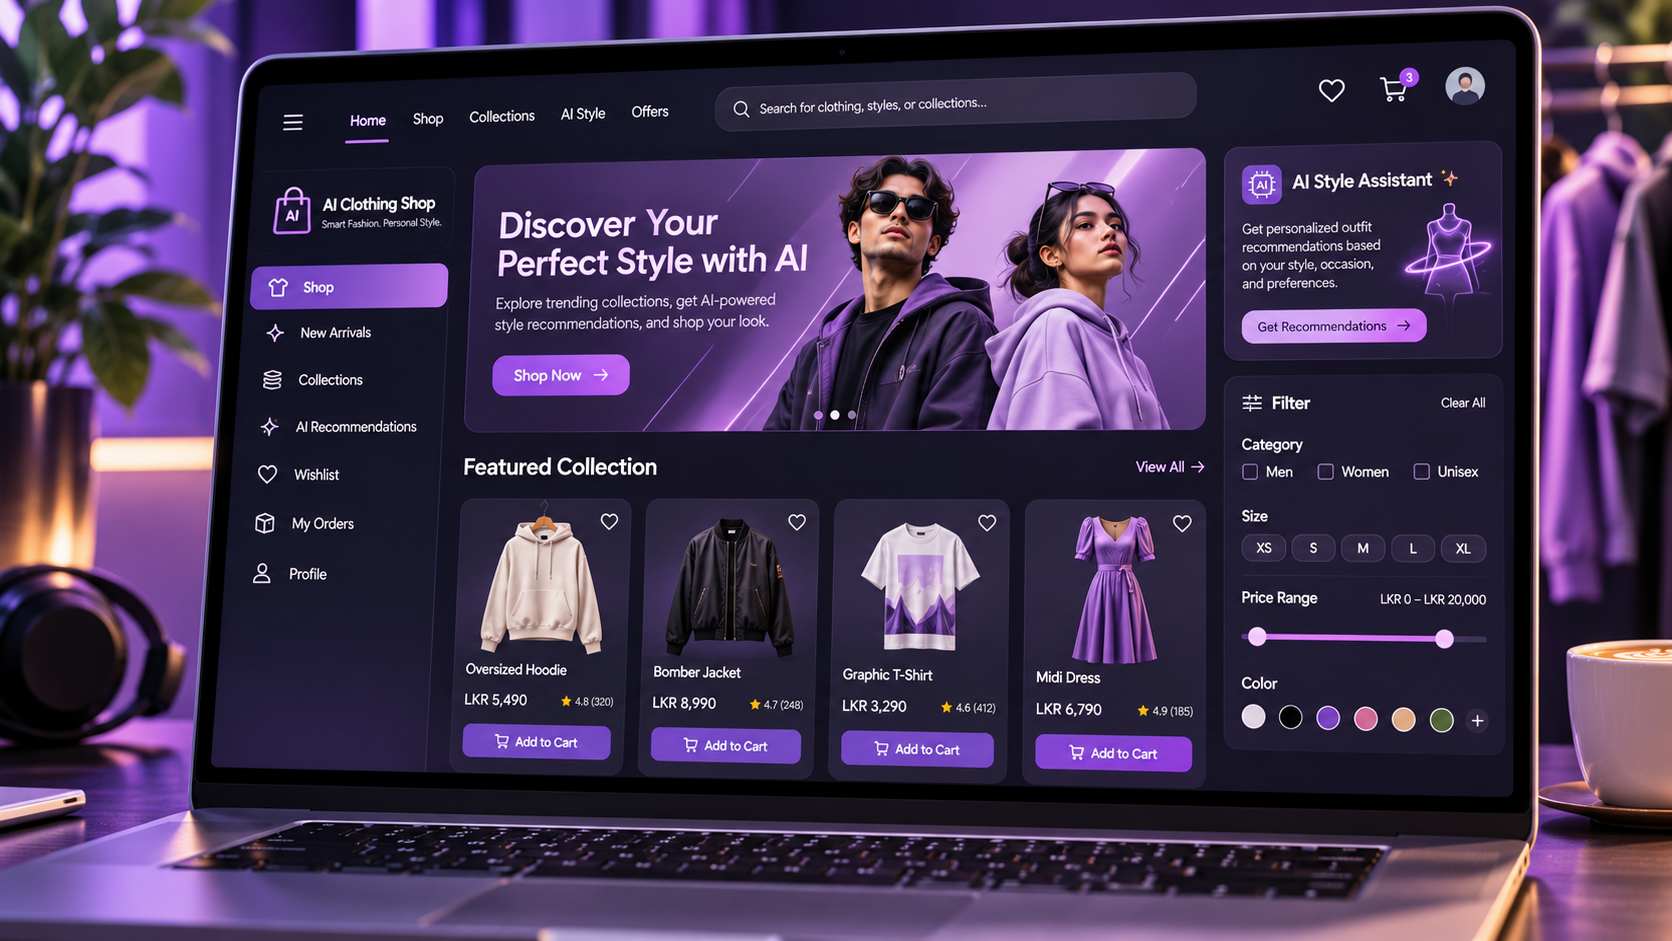 Home
Shop
Collections
AI Style
Offers
Search for clothing, styles, or collections...
3
AI
AI Clothing Shop
Smart Fashion. Personal Style.
Shop
New Arrivals
Collections
AI Recommendations
Wishlist
My Orders
Profile
Discover Your
Perfect Style with AI
Explore trending collections, get AI-powered
style recommendations, and shop your look.
Shop Now
Featured Collection
View All
Oversized Hoodie
LKR 5,490
4.8 (320)
Add to Cart
Bomber Jacket
LKR 8,990
4.7 (248)
Add to Cart
Graphic T-Shirt
LKR 3,290
4.6 (412)
Add to Cart
Midi Dress
LKR 6,790
4.9 (185)
Add to Cart
AI
AI Style Assistant
Get personalized outfit
recommendations based
on your style, occasion,
and preferences.
Get Recommendations
Filter
Clear All
Category
Men
Women
Unisex
Size
XS
S
M
L
XL
Price Range
LKR 0 – LKR 20,000
Color